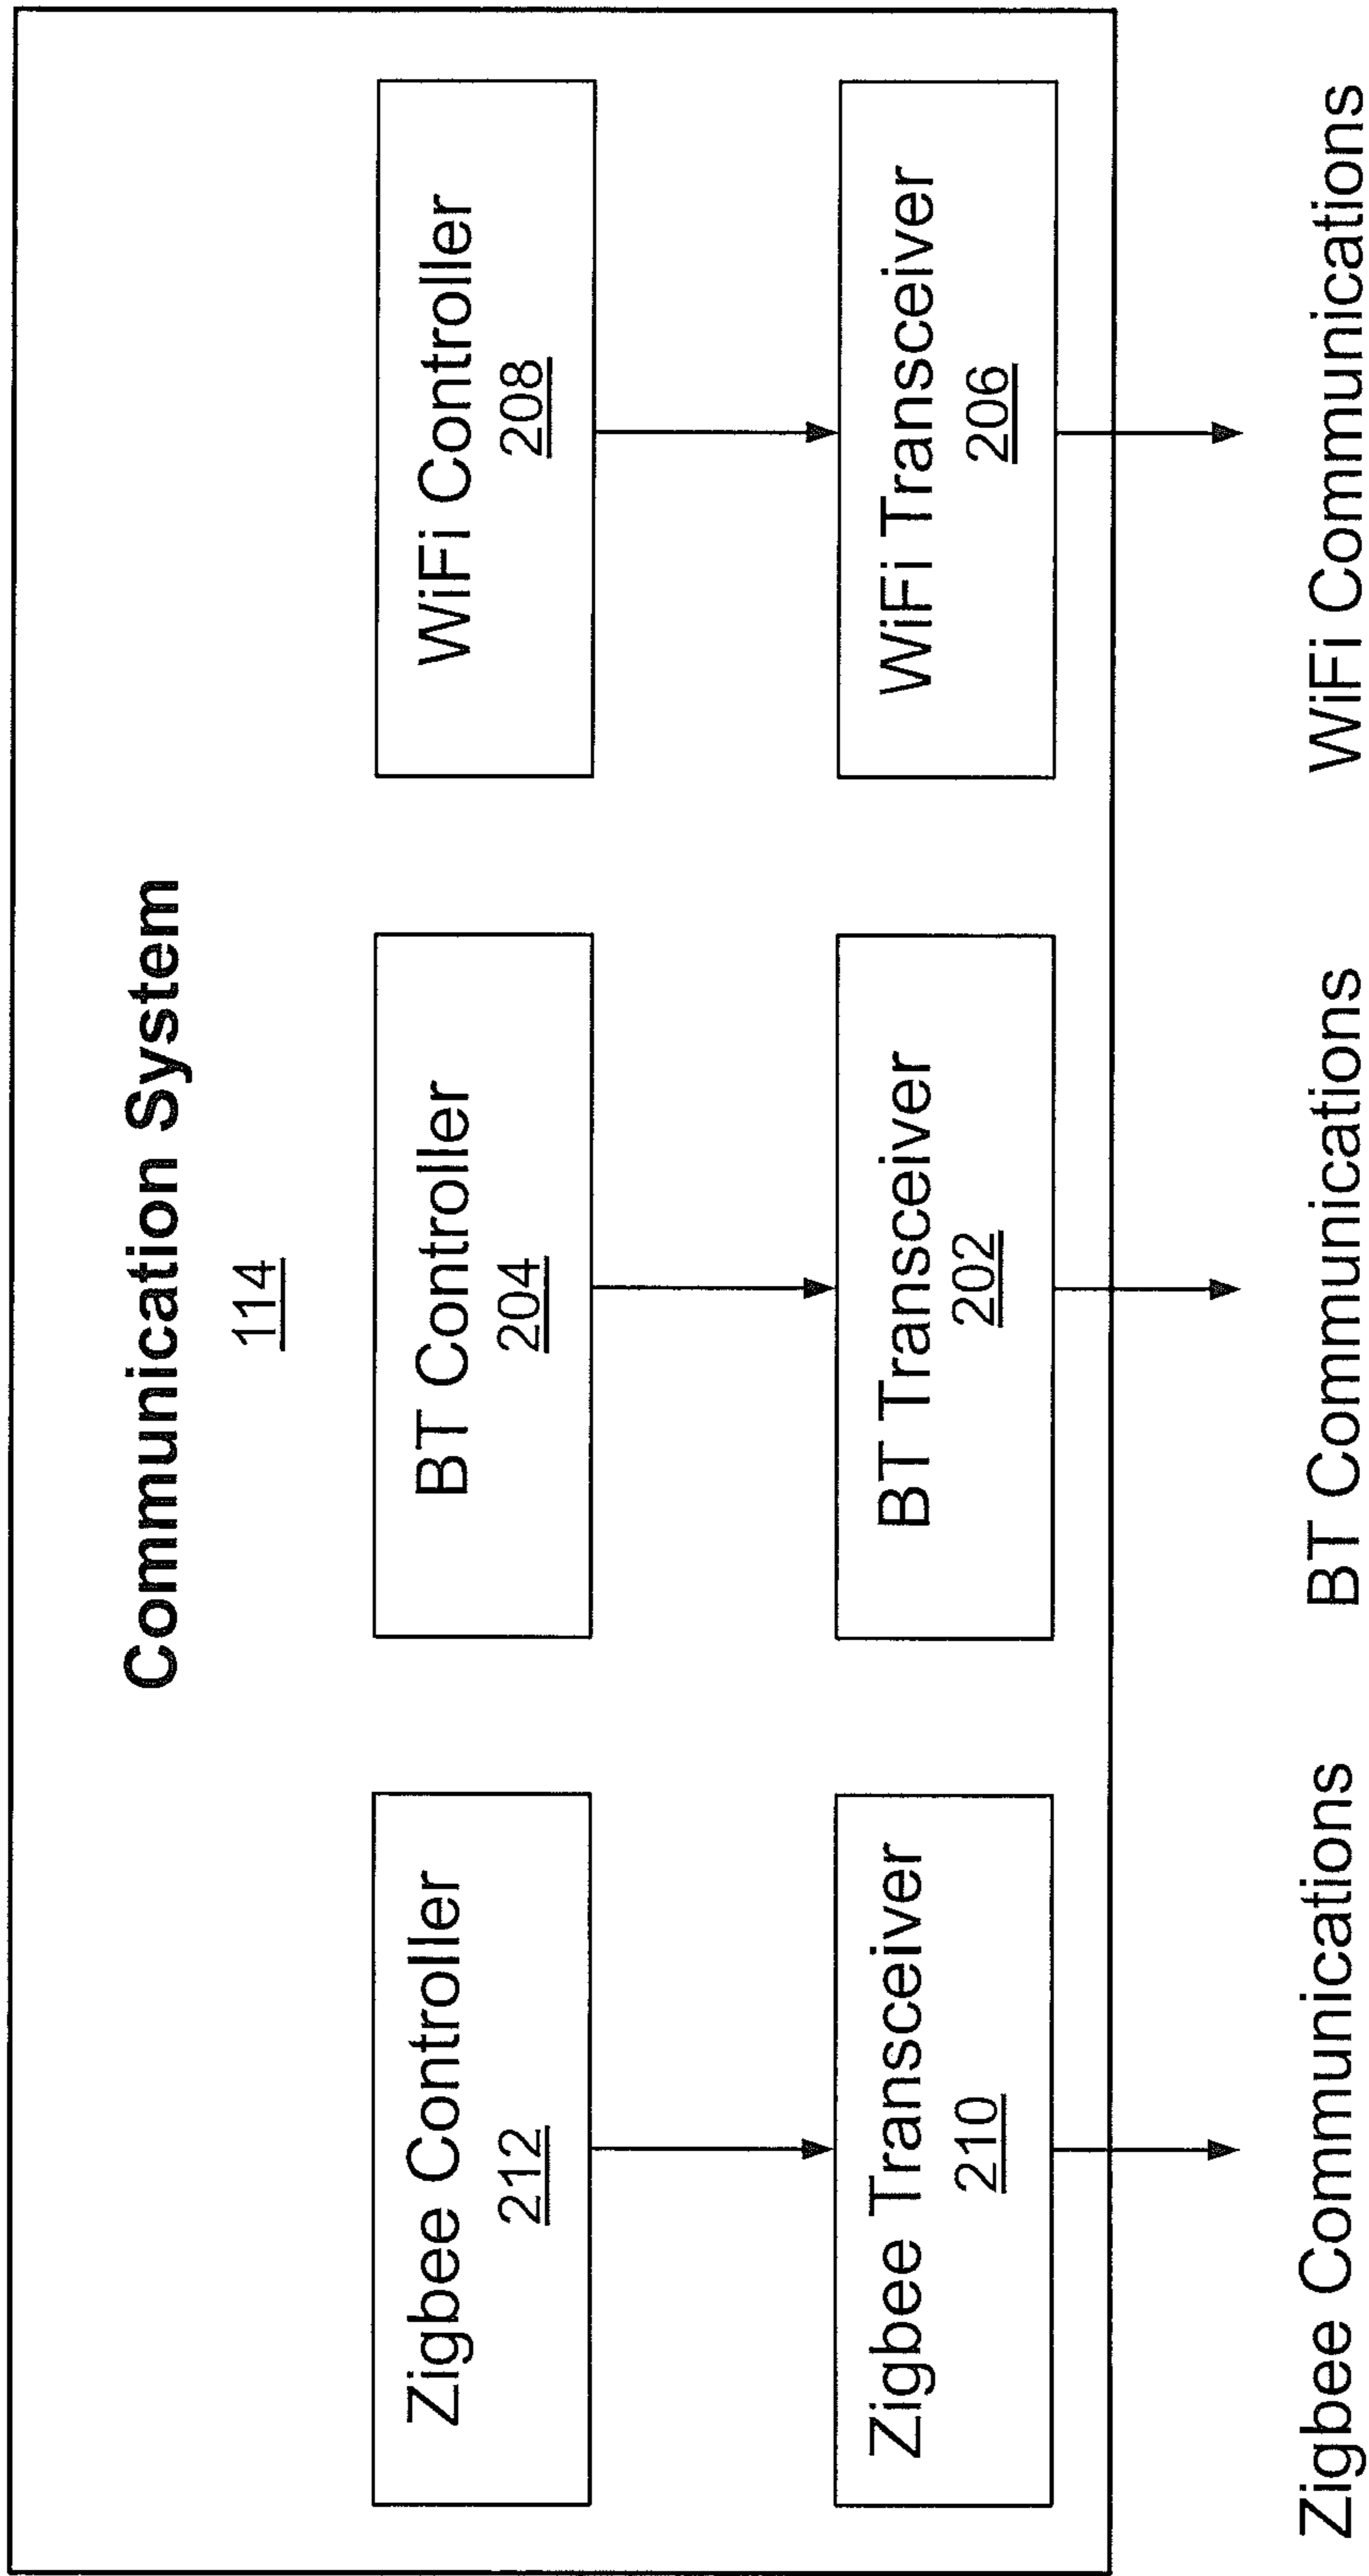 Communication System
114
Zigbee Controller
212
BT Controller
204
WiFi Controller
208
Zigbee Transceiver
210
BT Transceiver
202
WiFi Transceiver
206
Zigbee Communications
BT Communications
WiFi Communications